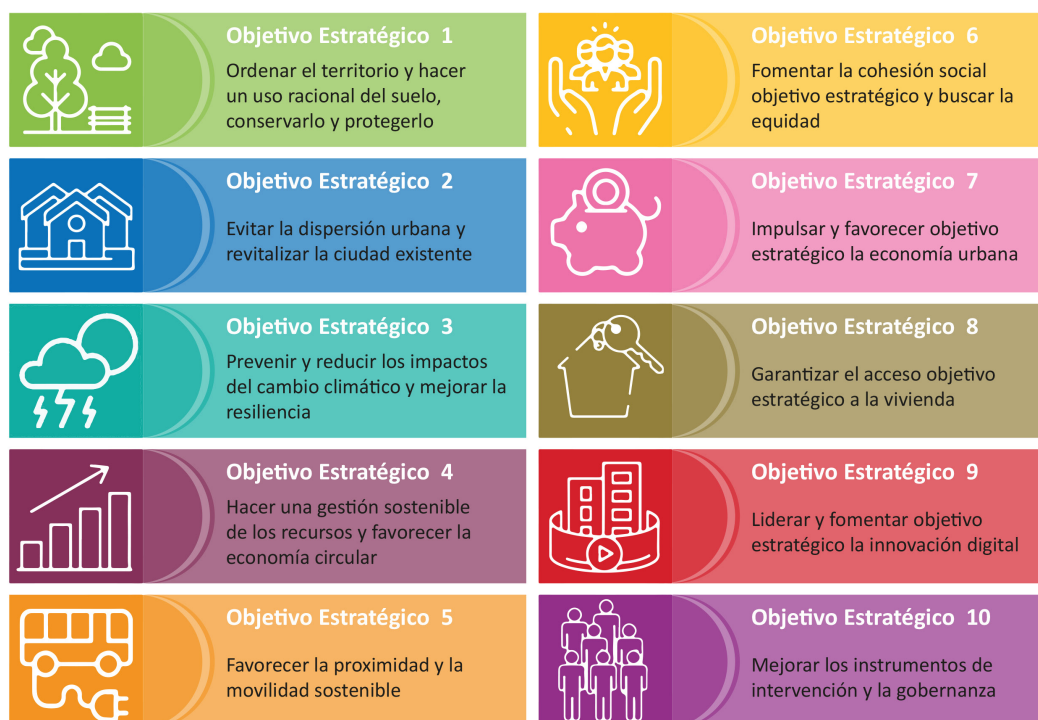 Objetivo Estratégico 1
Ordenar el territorio y hacer
un uso racional del suelo,
conservarlo y protegerlo
Objetivo Estratégico 2
Evitar la dispersión urbana y
revitalizar la ciudad existente
Objetivo Estratégico 3
Prevenir y reducir los impactos
del cambio climático y mejorar la
resiliencia
Objetivo Estratégico 4
Hacer una gestión sostenible
de los recursos y favorecer la
economía circular
Objetivo Estratégico 5
Favorecer la proximidad y la
movilidad sostenible
Objetivo Estratégico 6
Fomentar la cohesión social
objetivo estratégico y buscar la
equidad
Objetivo Estratégico 7
Impulsar y favorecer objetivo
estratégico la economía urbana
Objetivo Estratégico 8
Garantizar el acceso objetivo
estratégico a la vivienda
Objetivo Estratégico 9
Liderar y fomentar objetivo
estratégico la innovación digital
Objetivo Estratégico 10
Mejorar los instrumentos de
intervención y la gobernanza